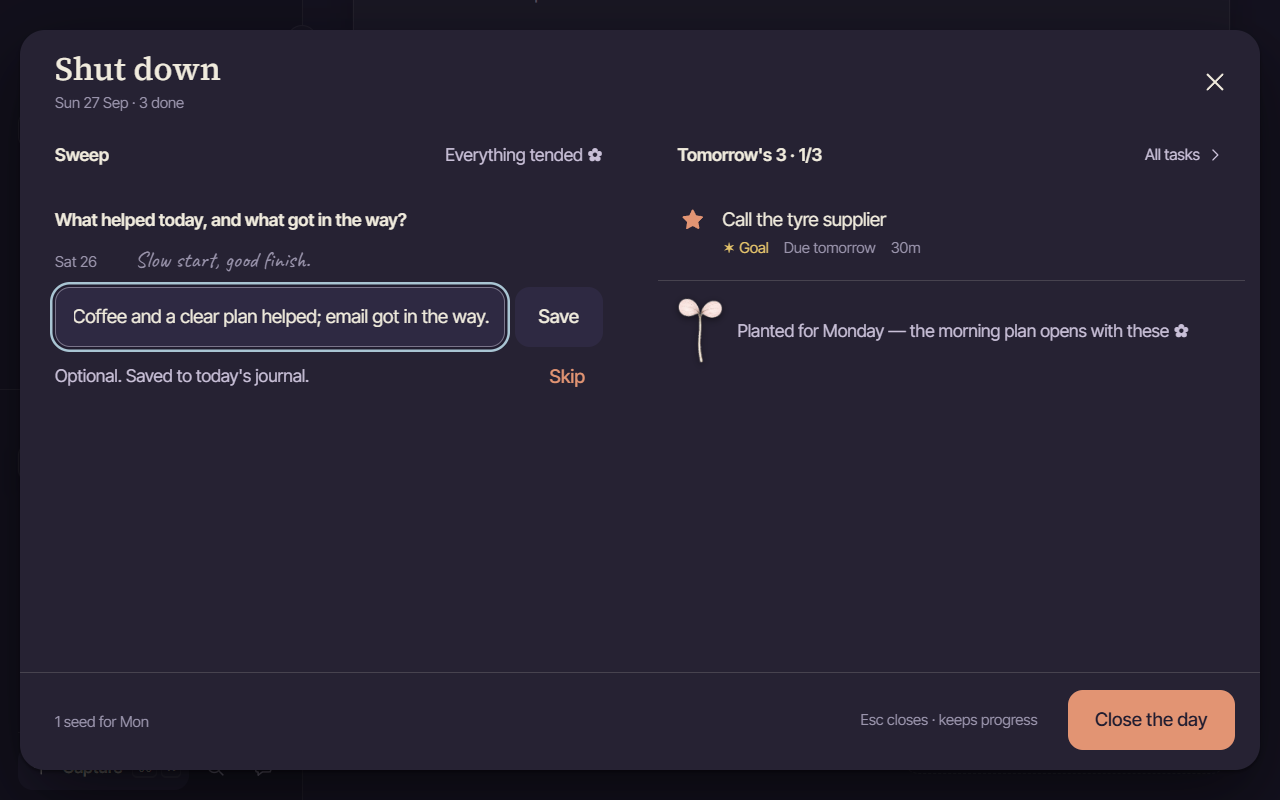 Shut down
Sun 27 Sep · 3 done
Sweep
Everything tended ✿
What helped today, and what got in the way?
Sat 26 Slow start, good finish.
Coffee and a clear plan helped; email got in the way.
Save
Optional. Saved to today's journal.
Skip
Tomorrow's 3 · 1/3
All tasks
Call the tyre supplier
✶ Goal Due tomorrow 30m
Planted for Monday — the morning plan opens with these ✿
1 seed for Mon
Esc closes · keeps progress
Close the day
Capture